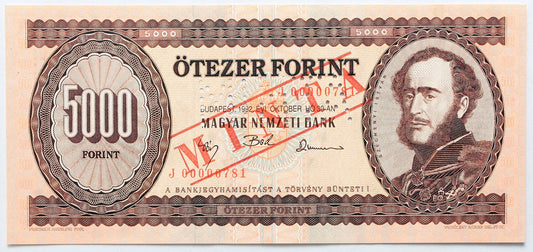 5000
5000
ÖTEZER FORINT
J 00000781
BUDAPEST, 1992. ÉVI OKTÓBER HÓ 30-ÁN
MAGYAR NEMZETI BANK
5000
FORINT
MINTA
J 00000781
A BANKJEGYHAMISÍTÁST A TÖRVÉNY BÜNTETI!
ÖTEZER FORINT